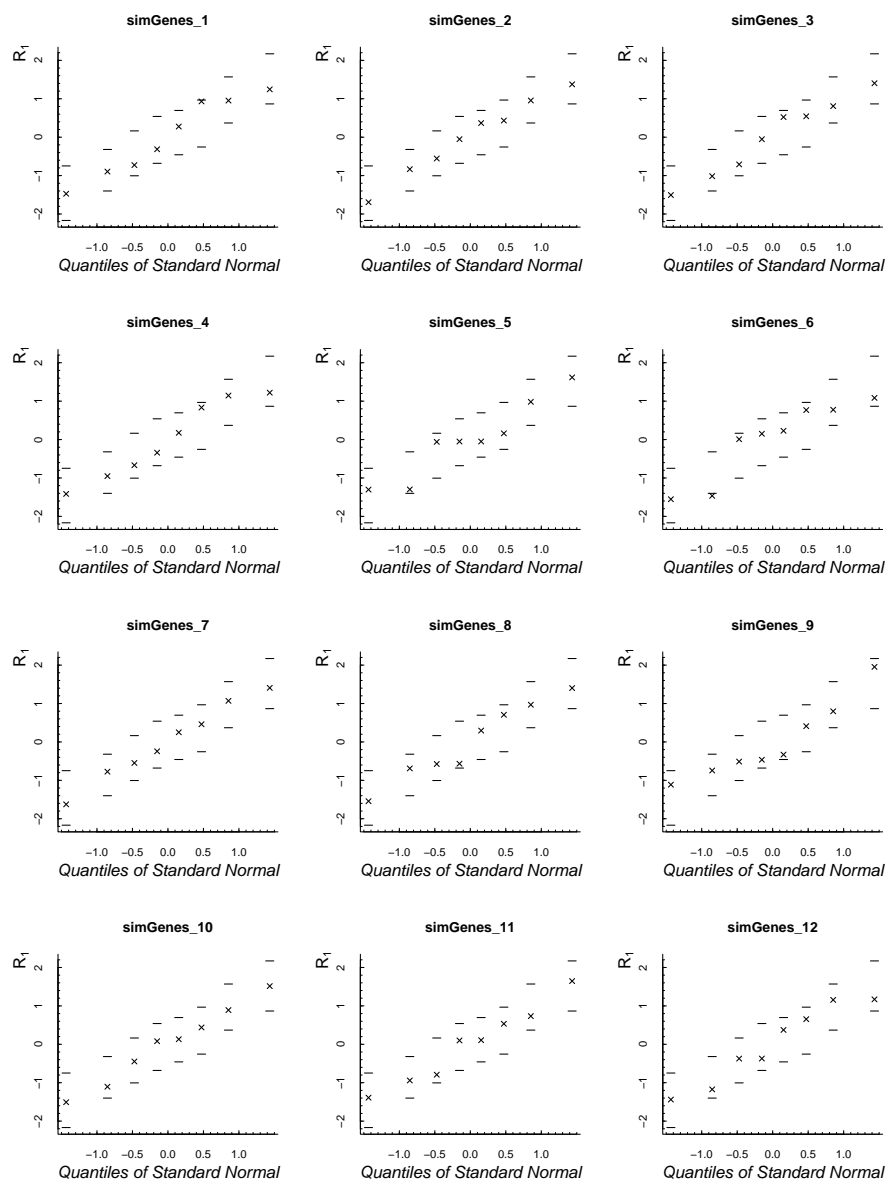 simGenes_1 simGenes_2 simGenes_3
R1 R1 R1
2 2 2
1 1 1
0 0 0
−1 −1 −1
−2 −2 −2
−1.0 −0.5 0.0 0.5 1.0 −1.0 −0.5 0.0 0.5 1.0 −1.0 −0.5 0.0 0.5 1.0
Quantiles of Standard Normal Quantiles of Standard Normal Quantiles of Standard Normal
simGenes_4 simGenes_5 simGenes_6
R1 R1 R1
2 2 2
1 1 1
0 0 0
−1 −1 −1
−2 −2 −2
−1.0 −0.5 0.0 0.5 1.0 −1.0 −0.5 0.0 0.5 1.0 −1.0 −0.5 0.0 0.5 1.0
Quantiles of Standard Normal Quantiles of Standard Normal Quantiles of Standard Normal
simGenes_7 simGenes_8 simGenes_9
R1 R1 R1
2 2 2
1 1 1
0 0 0
−1 −1 −1
−2 −2 −2
−1.0 −0.5 0.0 0.5 1.0 −1.0 −0.5 0.0 0.5 1.0 −1.0 −0.5 0.0 0.5 1.0
Quantiles of Standard Normal Quantiles of Standard Normal Quantiles of Standard Normal
simGenes_10 simGenes_11 simGenes_12
R1 R1 R1
2 2 2
1 1 1
0 0 0
−1 −1 −1
−2 −2 −2
−1.0 −0.5 0.0 0.5 1.0 −1.0 −0.5 0.0 0.5 1.0 −1.0 −0.5 0.0 0.5 1.0
Quantiles of Standard Normal Quantiles of Standard Normal Quantiles of Standard Normal